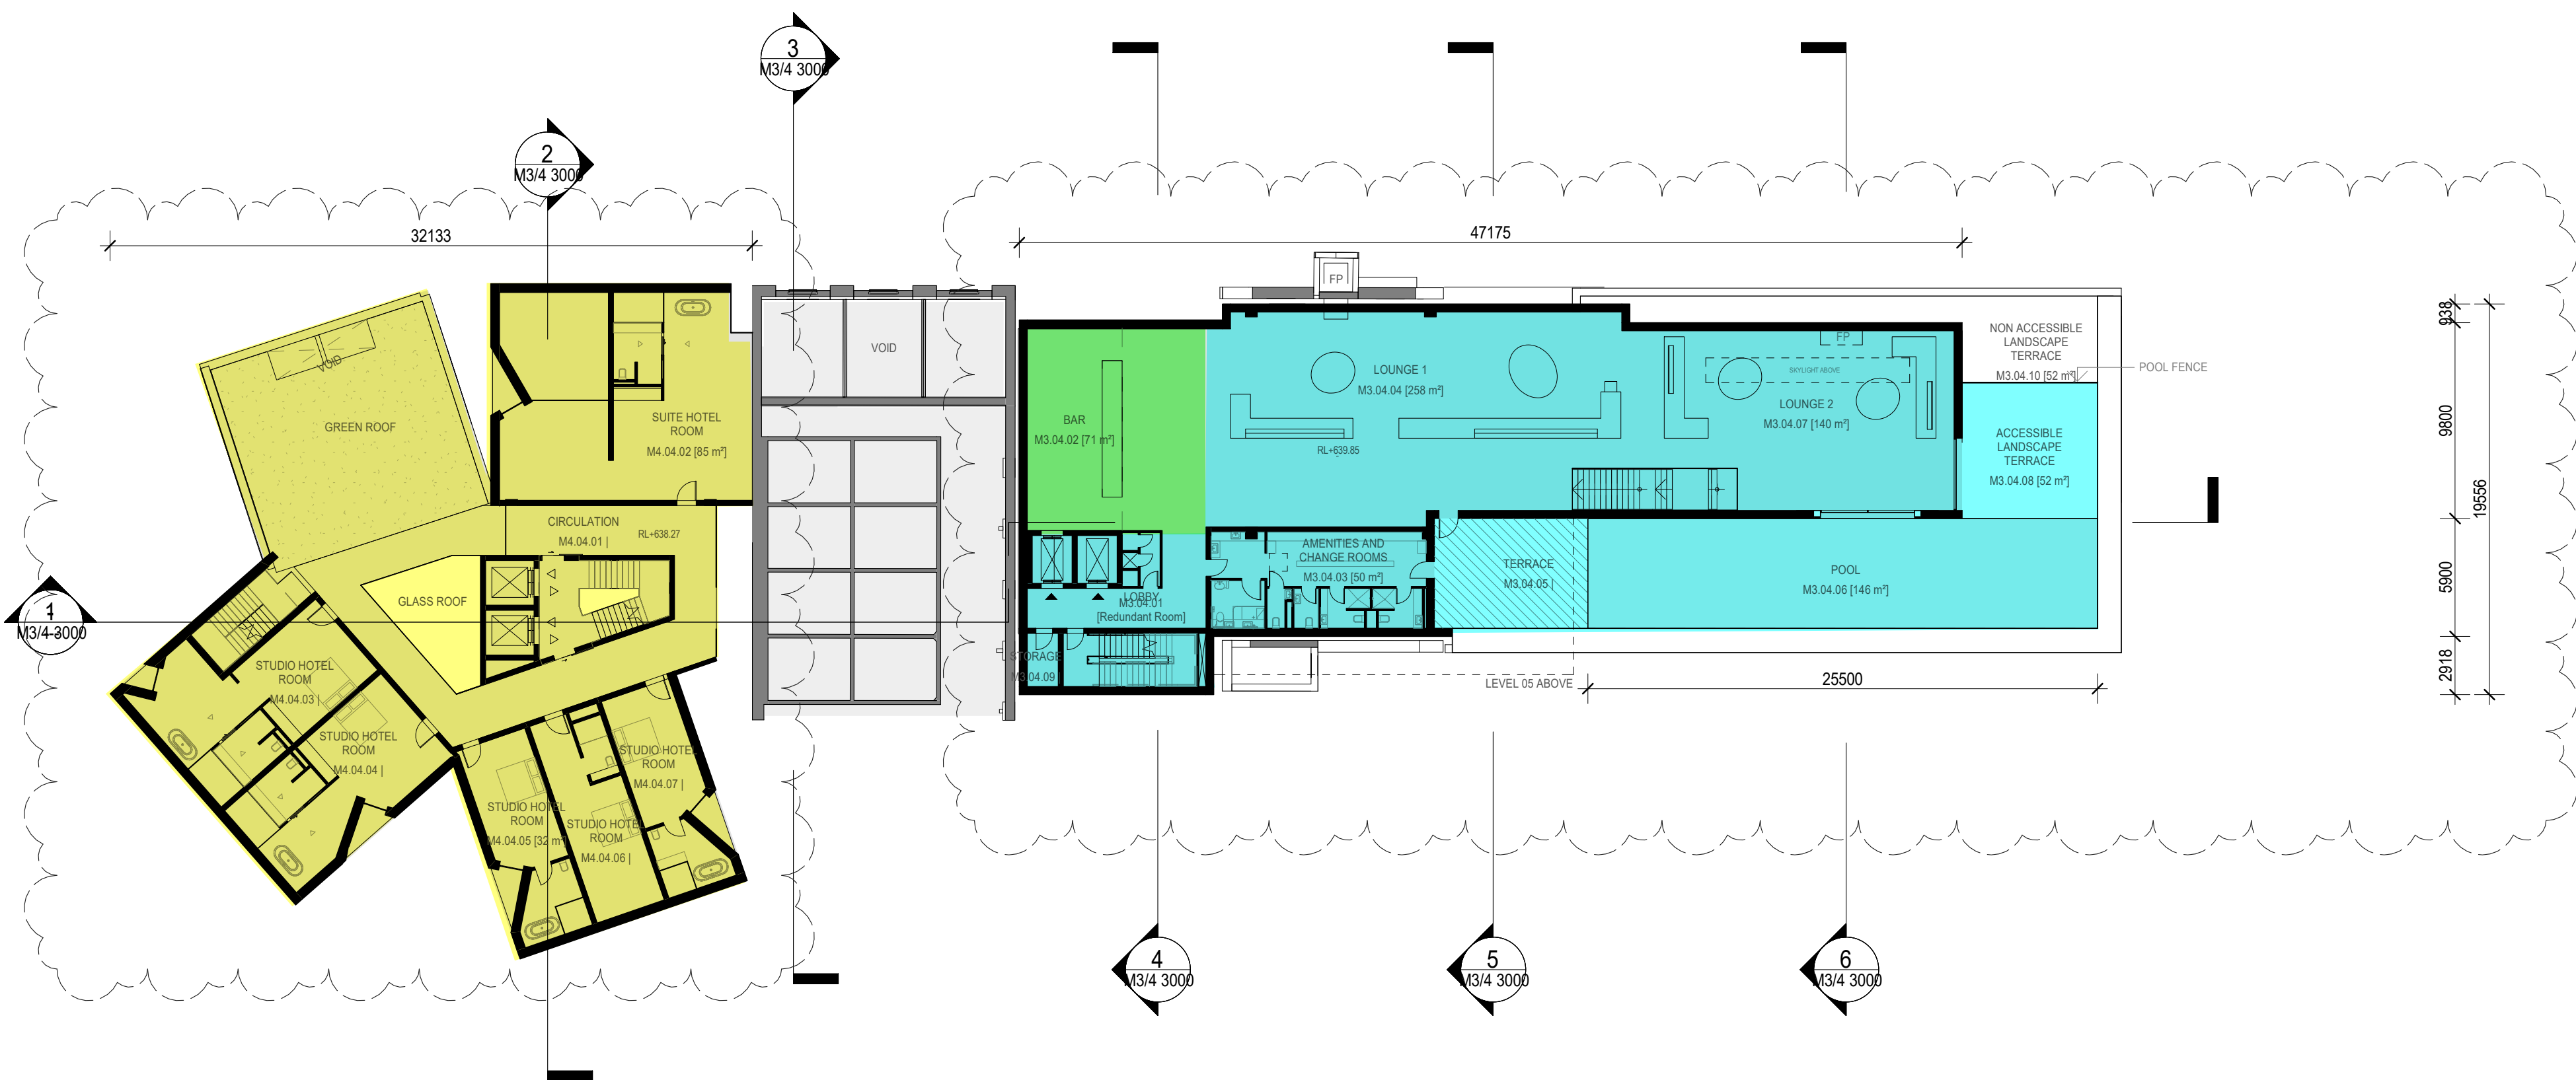 3
M3/4 3000
2
M3/4 3000
32133
47175
FP
VOID
GREEN ROOF
SUITE HOTEL
ROOM
M4.04.02 [85 m²]
VOID
BAR
M3.04.02 [71 m²]
LOUNGE 1
M3.04.04 [258 m²]
RL+639.85
FP
SKYLIGHT ABOVE
LOUNGE 2
M3.04.07 [140 m²]
NON ACCESSIBLE
LANDSCAPE
TERRACE
M3.04.10 [52 m²]
POOL FENCE
ACCESSIBLE
LANDSCAPE
TERRACE
M3.04.08 [52 m²]
938
9800
19556
5900
2918
CIRCULATION
M4.04.01 |
RL+638.27
GLASS ROOF
AMENITIES AND
CHANGE ROOMS
M3.04.03 [50 m²]
TERRACE
M3.04.05 |
POOL
M3.04.06 [146 m²]
LOBBY
M3.04.01
[Redundant Room]
STORAGE
M3.04.09
1
M3/4 3000
STUDIO HOTEL
ROOM
M4.04.03 |
STUDIO HOTEL
ROOM
M4.04.04 |
STUDIO HOTEL
ROOM
M4.04.07 |
STUDIO HOTEL
ROOM
M4.04.05 [32 m²]
STUDIO HOTEL
ROOM
M4.04.06 |
LEVEL 05 ABOVE
25500
4
M3/4 3000
5
M3/4 3000
6
M3/4 3000